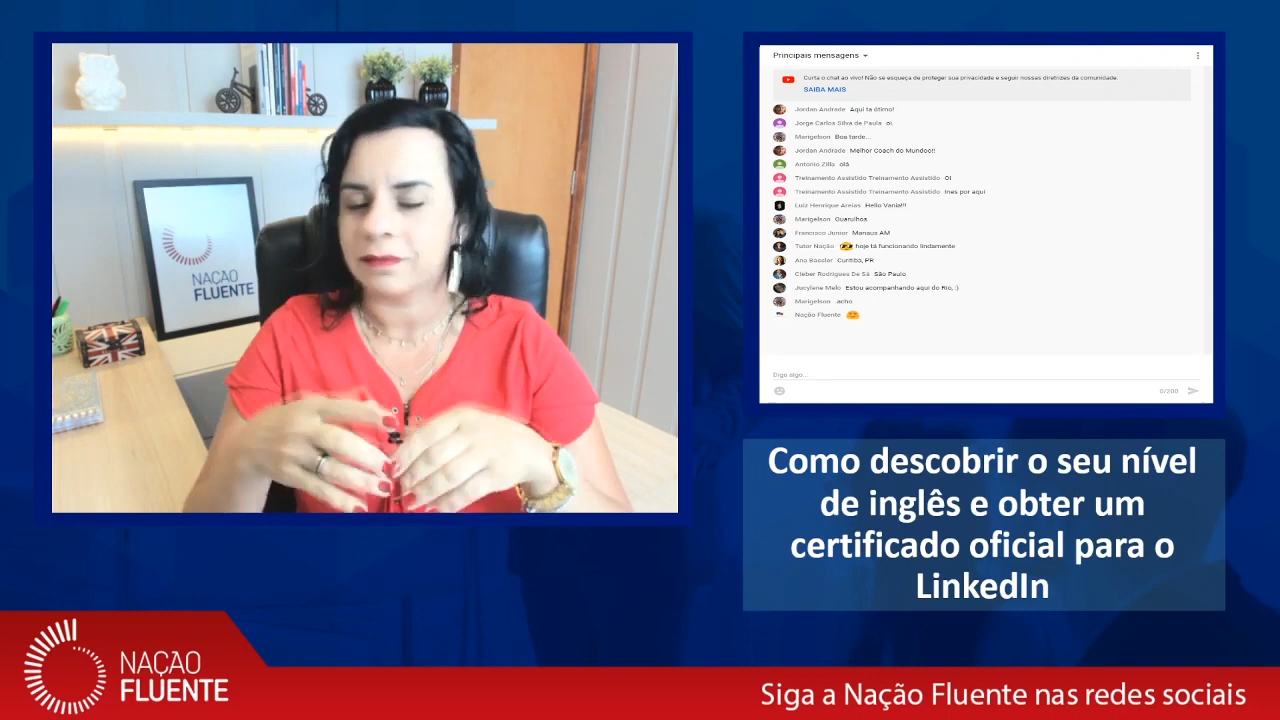 NAÇÃO
FLUENTE
Principais mensagens
Curta o chat ao vivo! Não se esqueça de proteger sua privacidade e seguir nossas diretrizes da comunidade.
SAIBA MAIS
Jordan Andrade Aqui ta ótimo!
Jorge Carlos Silva de Paula oi
Marigelson Boa tarde...
Jordan Andrade Melhor Coach do Mundoo!!
Antonio Zilla olá
Treinamento Assistido Treinamento Assistido Oi
Treinamento Assistido Treinamento Assistido Ines por aqui
Luiz Henrique Areias Hello Vania!!!
Marigelson Guarulhos
Francisco Junior Manaus AM
Tutor Nação hoje tá funcionando lindamente
Ana Bassler Curitiba, PR
Cleber Rodrigues De Sá São Paulo
Jucylene Melo Estou acompanhando aqui do Rio, :)
Marigelson .acho
Nação Fluente
Diga algo...
0/200
Como descobrir o seu nível
de inglês e obter um
certificado oficial para o
LinkedIn
NAÇÃO
FLUENTE
Siga a Nação Fluente nas redes sociais